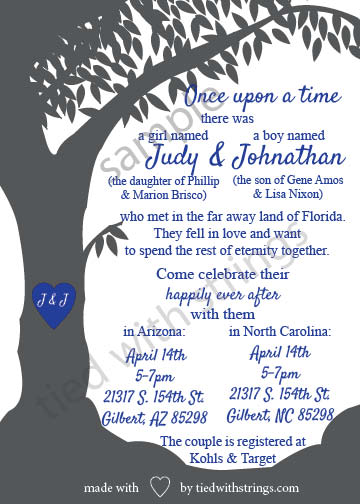 Once upon a time
there was
a girl named
a boy named
Judy & Johnathan
(the daughter of Phillip
& Marion Brisco)
(the son of Gene Amos
& Lisa Nixon)
who met in the far away land of Florida.
They fell in love and want
to spend the rest of eternity together.
Come celebrate their
happily ever after
with them
in Arizona:
April 14th
5-7pm
21317 S. 154th St.
Gilbert, AZ 85298
in North Carolina:
April 14th
5-7pm
21317 S. 154th St.
Gilbert, NC 85298
The couple is registered at
Kohls & Target
J & J
sample
tied with strings
made with by tiedwithstrings.com